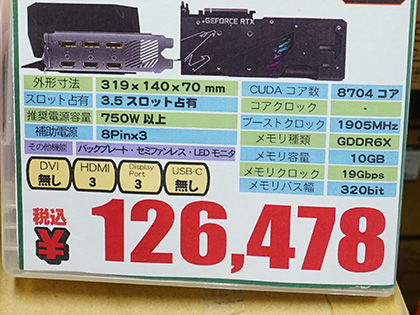 GEFORCE RTX
外形寸法 319×140×70 mm
スロット占有 3.5 スロット占有
推奨電源容量 750W 以上
補助電源 8Pin×3
その他機能 バックプレート・セミファンレス・LEDモニタ
CUDA コア数 8704 コア
コアクロック -
ブーストクロック 1905MHz
メモリ種類 GDDR6X
メモリ容量 10GB
メモリクロック 19Gbps
メモリバス幅 320bit
DVI 無し
HDMI 3
Display Port 3
USB-C 無し
税込
¥ 126,478